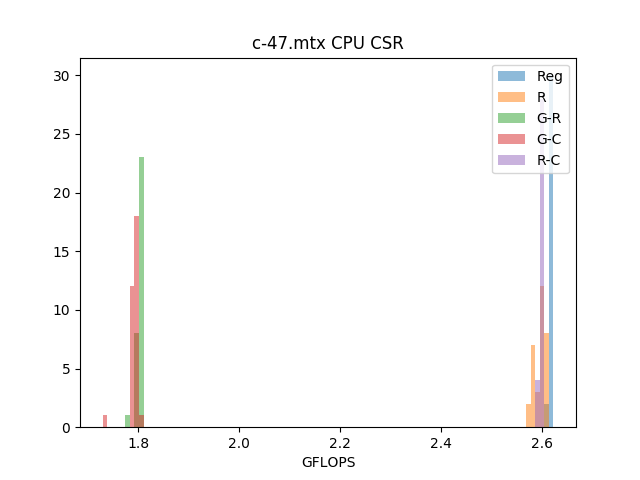 c-47.mtx CPU CSR
30
25
20
15
10
5
0
1.8 2.0 2.2 2.4 2.6
GFLOPS
Reg
R
G-R
G-C
R-C